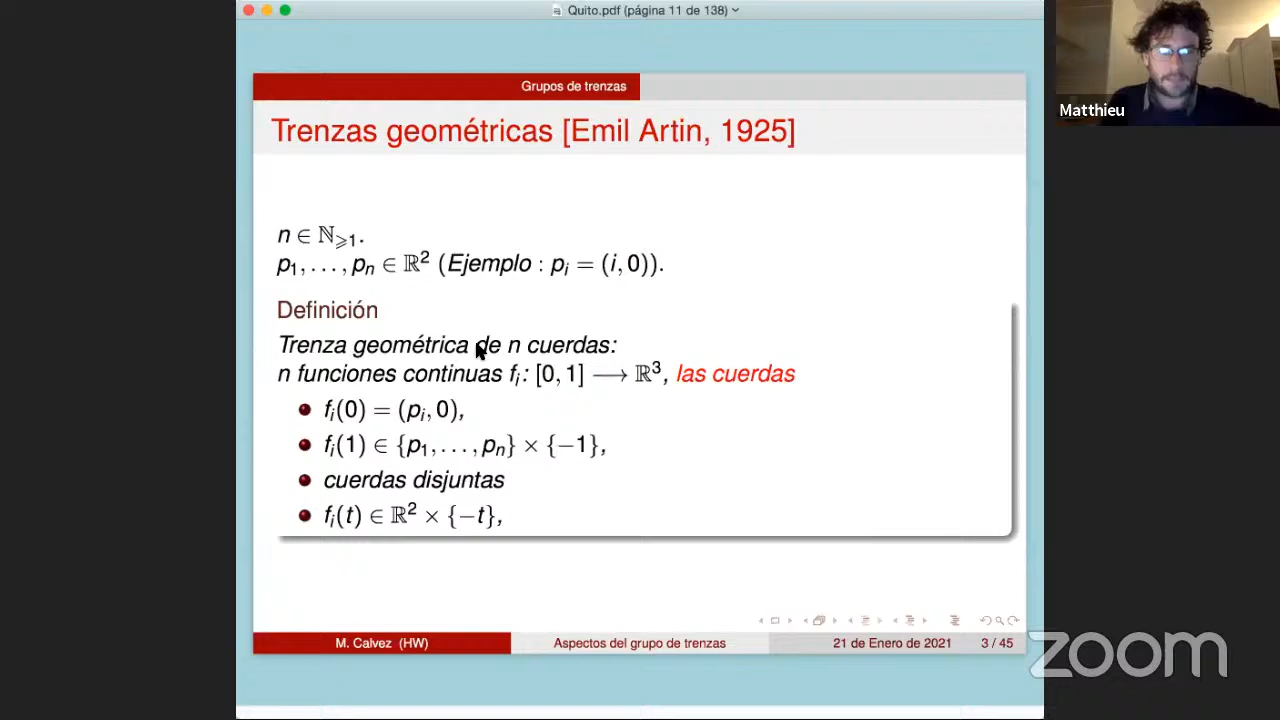 Quito.pdf (página 11 de 138)
Matthieu
Grupos de trenzas
Trenzas geométricas [Emil Artin, 1925]
n ∈ ℕ⩾1.
p1, . . . , pn ∈ ℝ² (Ejemplo : pi = (i, 0)).
Definición
Trenza geométrica de n cuerdas:
n funciones continuas fi : [0, 1] ⟶ ℝ³, las cuerdas
fi(0) = (pi, 0),
fi(1) ∈ {p1, . . . , pn} × {−1},
cuerdas disjuntas
fi(t) ∈ ℝ² × {−t},
M. Calvez (HW) Aspectos del grupo de trenzas 21 de Enero de 2021 3 / 45
zoom